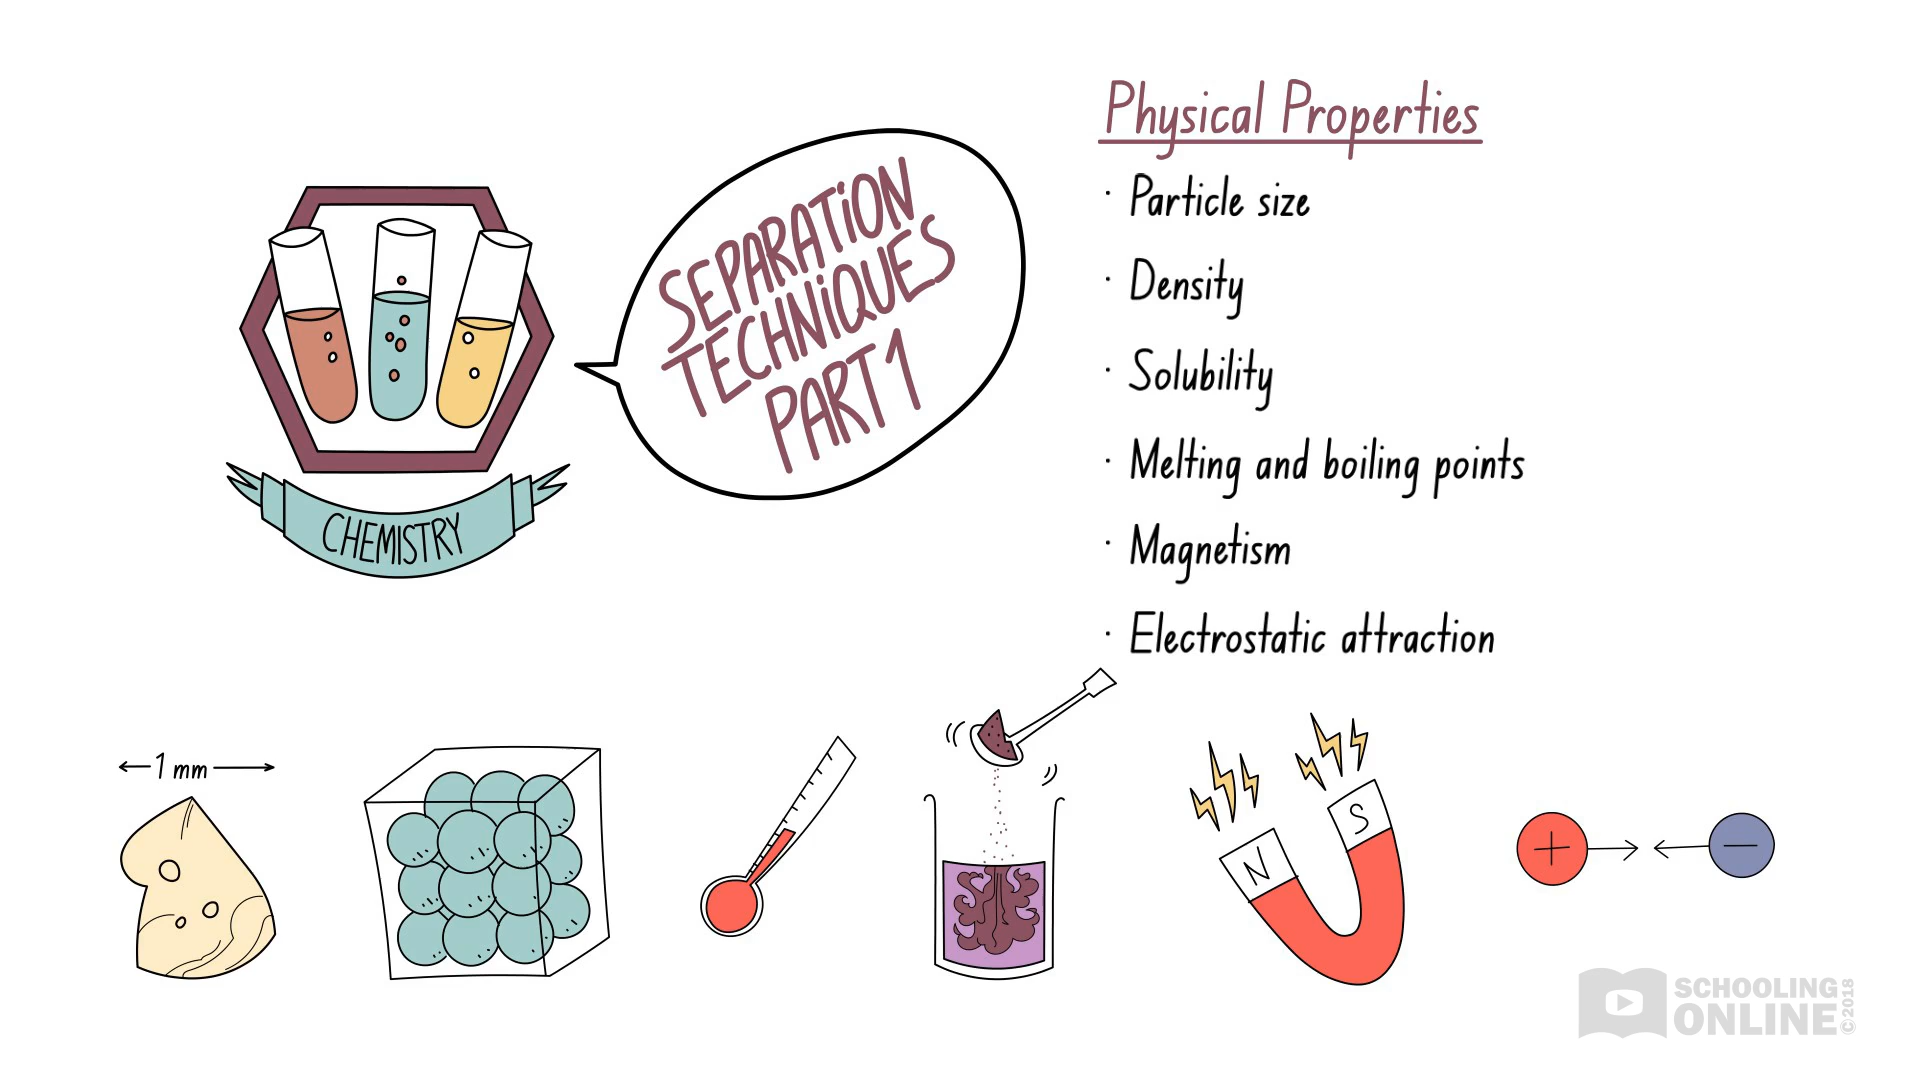 SEPARATION
TECHNIQUES
PART 1
CHEMISTRY
Physical Properties
· Particle size
· Density
· Solubility
· Melting and boiling points
· Magnetism
· Electrostatic attraction
1 mm
N
S
+
−
SCHOOLING
ONLINE
©2018